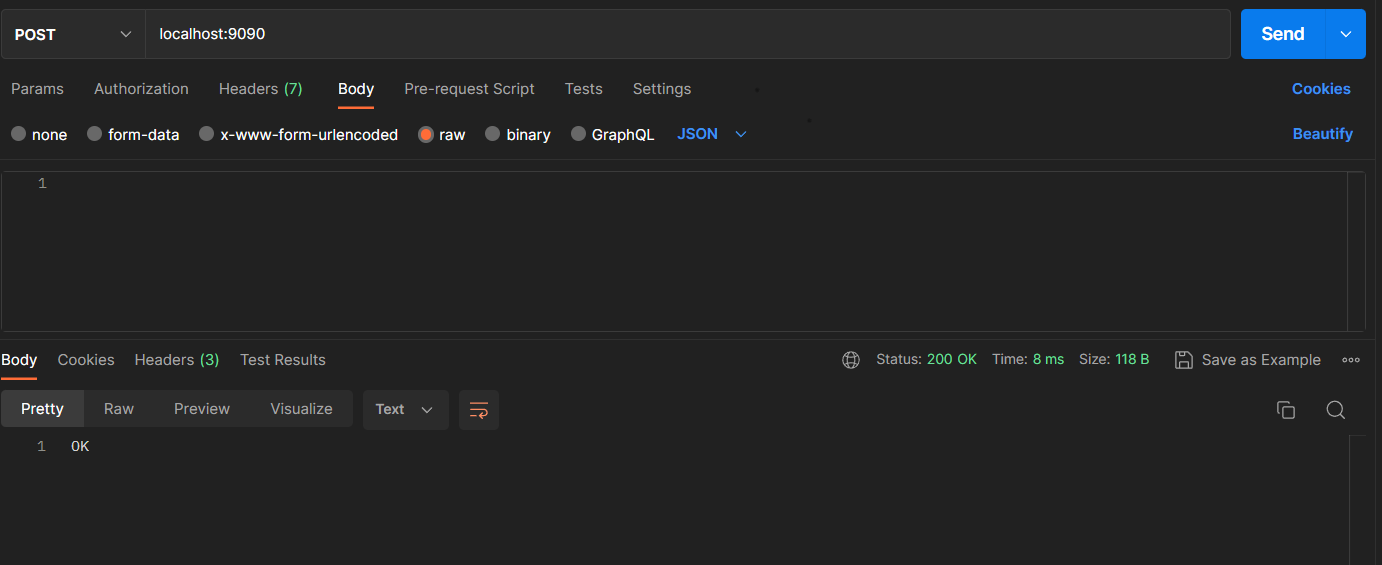 POST localhost:9090 Send
Params Authorization Headers (7) Body Pre-request Script Tests Settings Cookies
none form-data x-www-form-urlencoded raw binary GraphQL JSON Beautify
1
Body Cookies Headers (3) Test Results Status: 200 OK Time: 8 ms Size: 118 B Save as Example
Pretty Raw Preview Visualize Text
1 OK